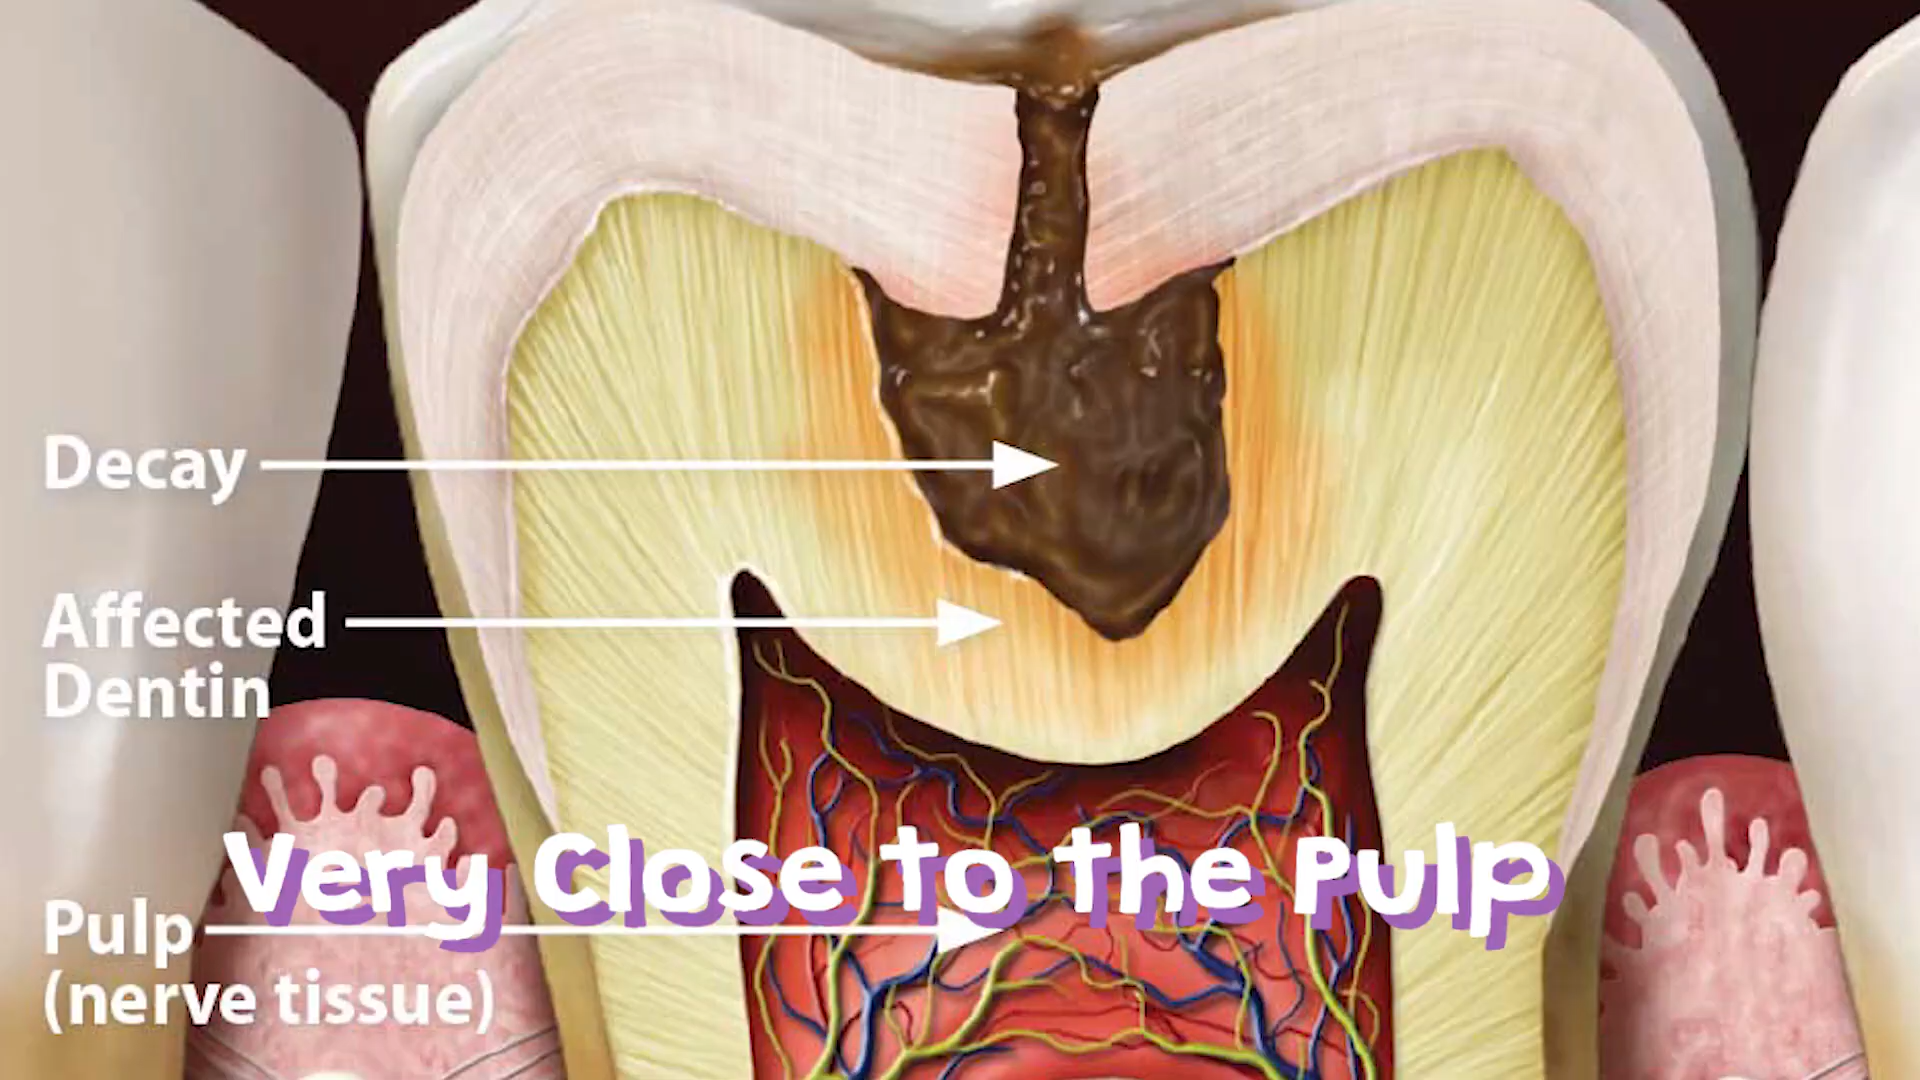 Decay
Affected
Dentin
Very Close to the Pulp
Pulp
(nerve tissue)